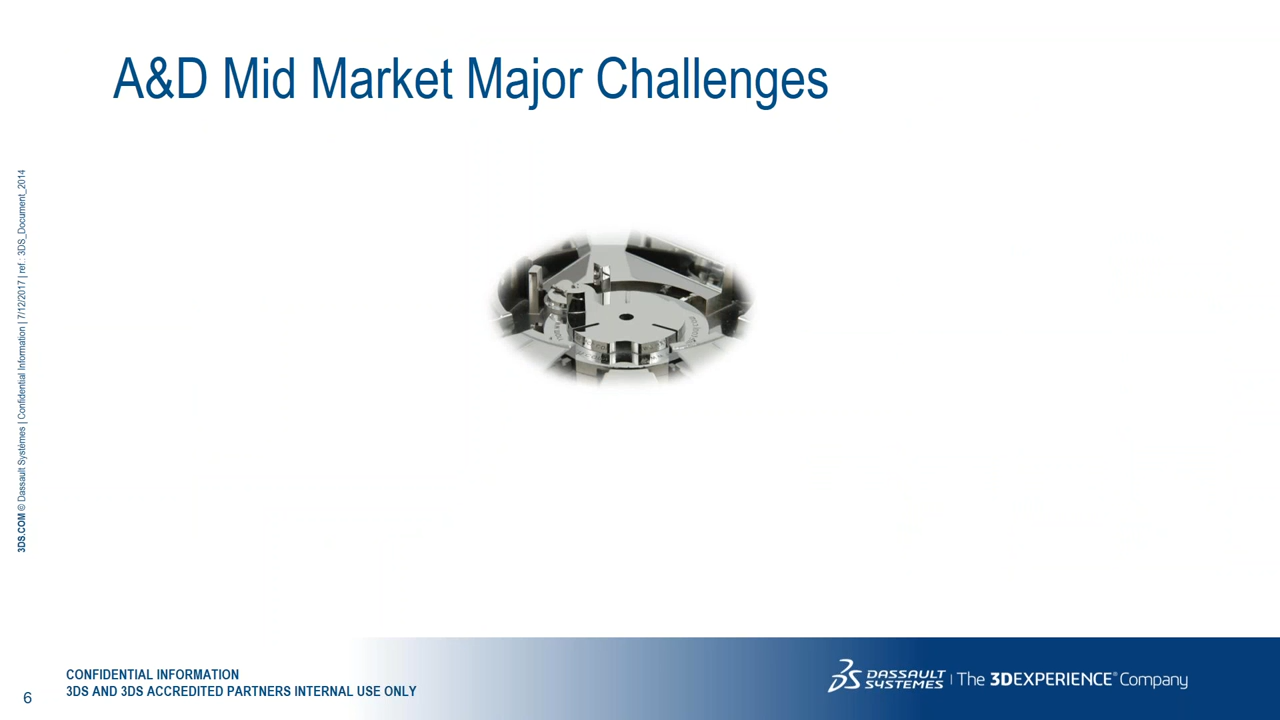 A&D Mid Market Major Challenges
3DS.COM © Dassault Systèmes | Confidential Information | 7/12/2017 | ref.: 3DS_Document_2014
CONFIDENTIAL INFORMATION
3DS AND 3DS ACCREDITED PARTNERS INTERNAL USE ONLY
6
DASSAULT SYSTEMES | The 3DEXPERIENCE® Company